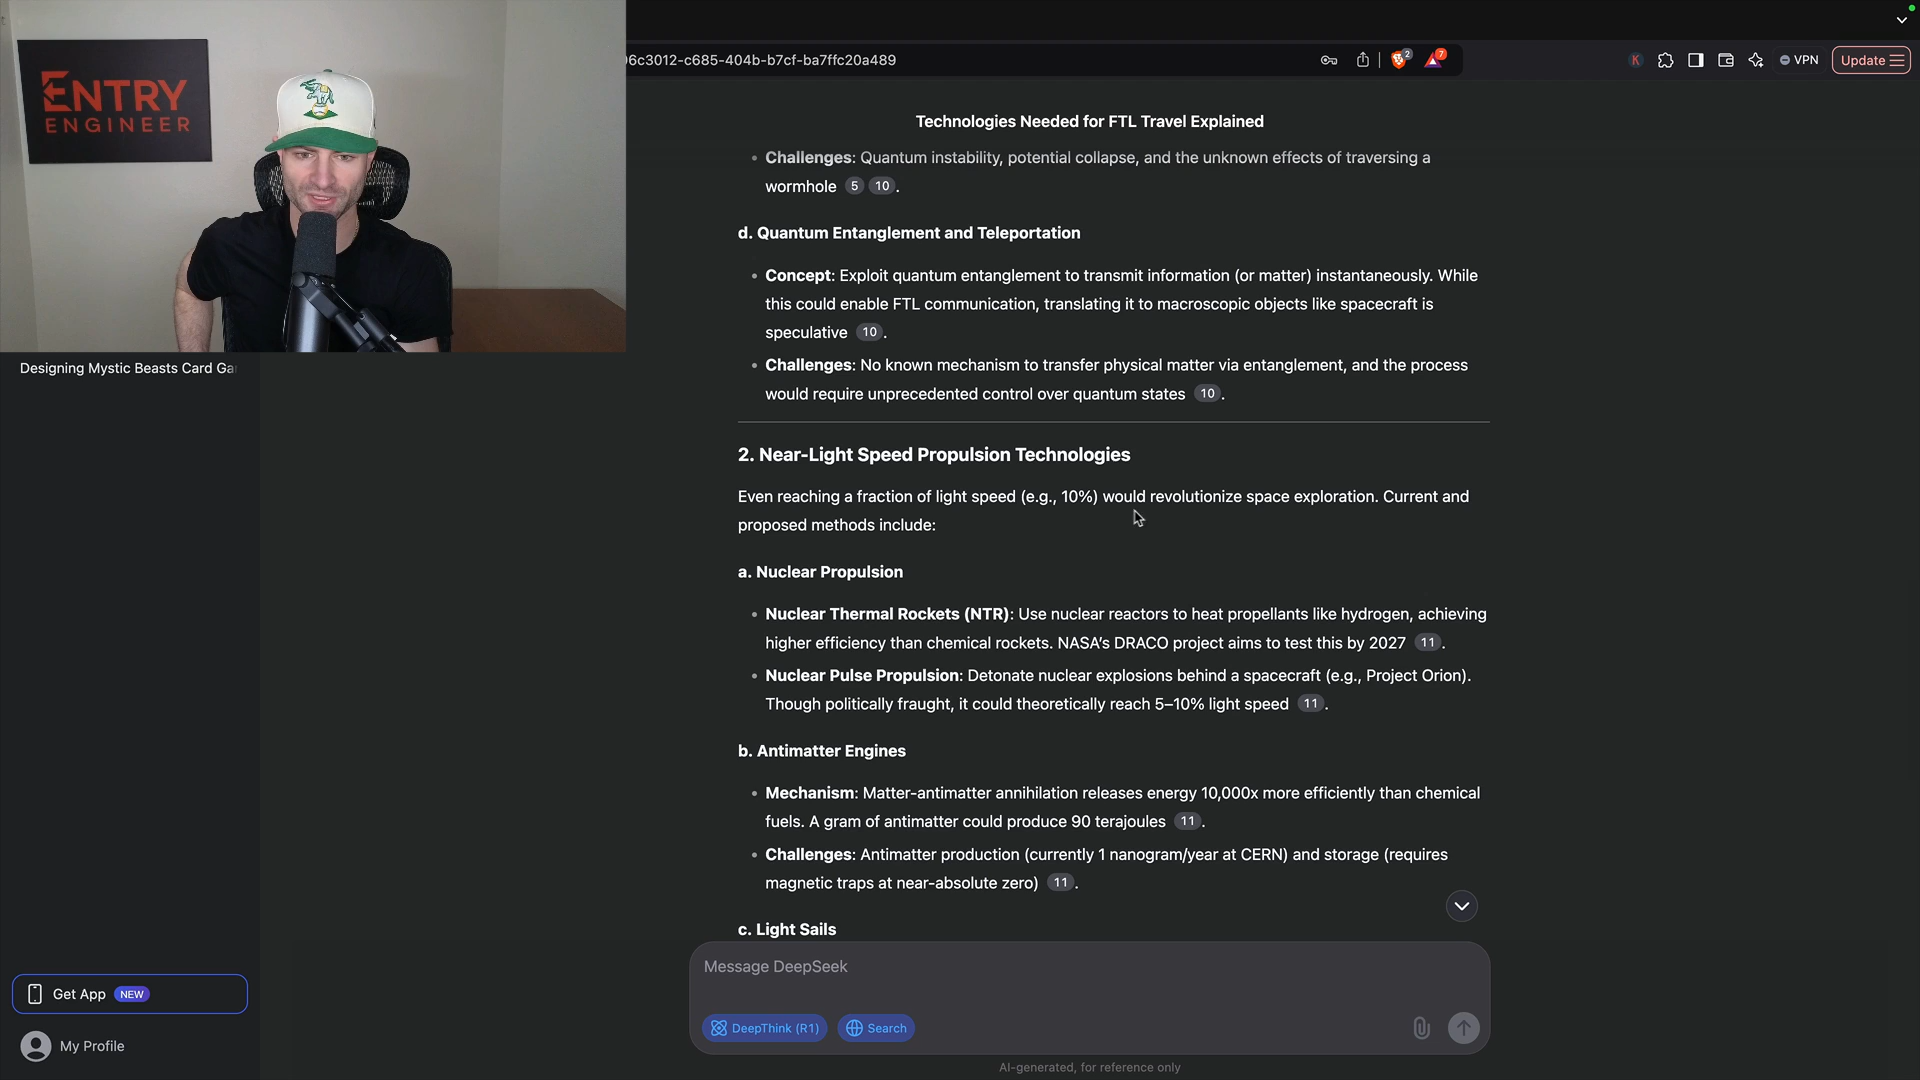 ENTRY
ENGINEER
6c3012-c685-404b-b7cf-ba7ffc20a489
2
7
K
VPN
Update
Technologies Needed for FTL Travel Explained
Challenges: Quantum instability, potential collapse, and the unknown effects of traversing a
wormhole 5 10 .
d. Quantum Entanglement and Teleportation
Concept: Exploit quantum entanglement to transmit information (or matter) instantaneously. While
this could enable FTL communication, translating it to macroscopic objects like spacecraft is
speculative 10 .
Challenges: No known mechanism to transfer physical matter via entanglement, and the process
would require unprecedented control over quantum states 10 .
2. Near-Light Speed Propulsion Technologies
Even reaching a fraction of light speed (e.g., 10%) would revolutionize space exploration. Current and
proposed methods include:
a. Nuclear Propulsion
Nuclear Thermal Rockets (NTR): Use nuclear reactors to heat propellants like hydrogen, achieving
higher efficiency than chemical rockets. NASA's DRACO project aims to test this by 2027 11 .
Nuclear Pulse Propulsion: Detonate nuclear explosions behind a spacecraft (e.g., Project Orion).
Though politically fraught, it could theoretically reach 5–10% light speed 11 .
b. Antimatter Engines
Mechanism: Matter-antimatter annihilation releases energy 10,000x more efficiently than chemical
fuels. A gram of antimatter could produce 90 terajoules 11 .
Challenges: Antimatter production (currently 1 nanogram/year at CERN) and storage (requires
magnetic traps at near-absolute zero) 11 .
c. Light Sails
Designing Mystic Beasts Card Ga
Get App NEW
My Profile
Message DeepSeek
DeepThink (R1) Search
AI-generated, for reference only